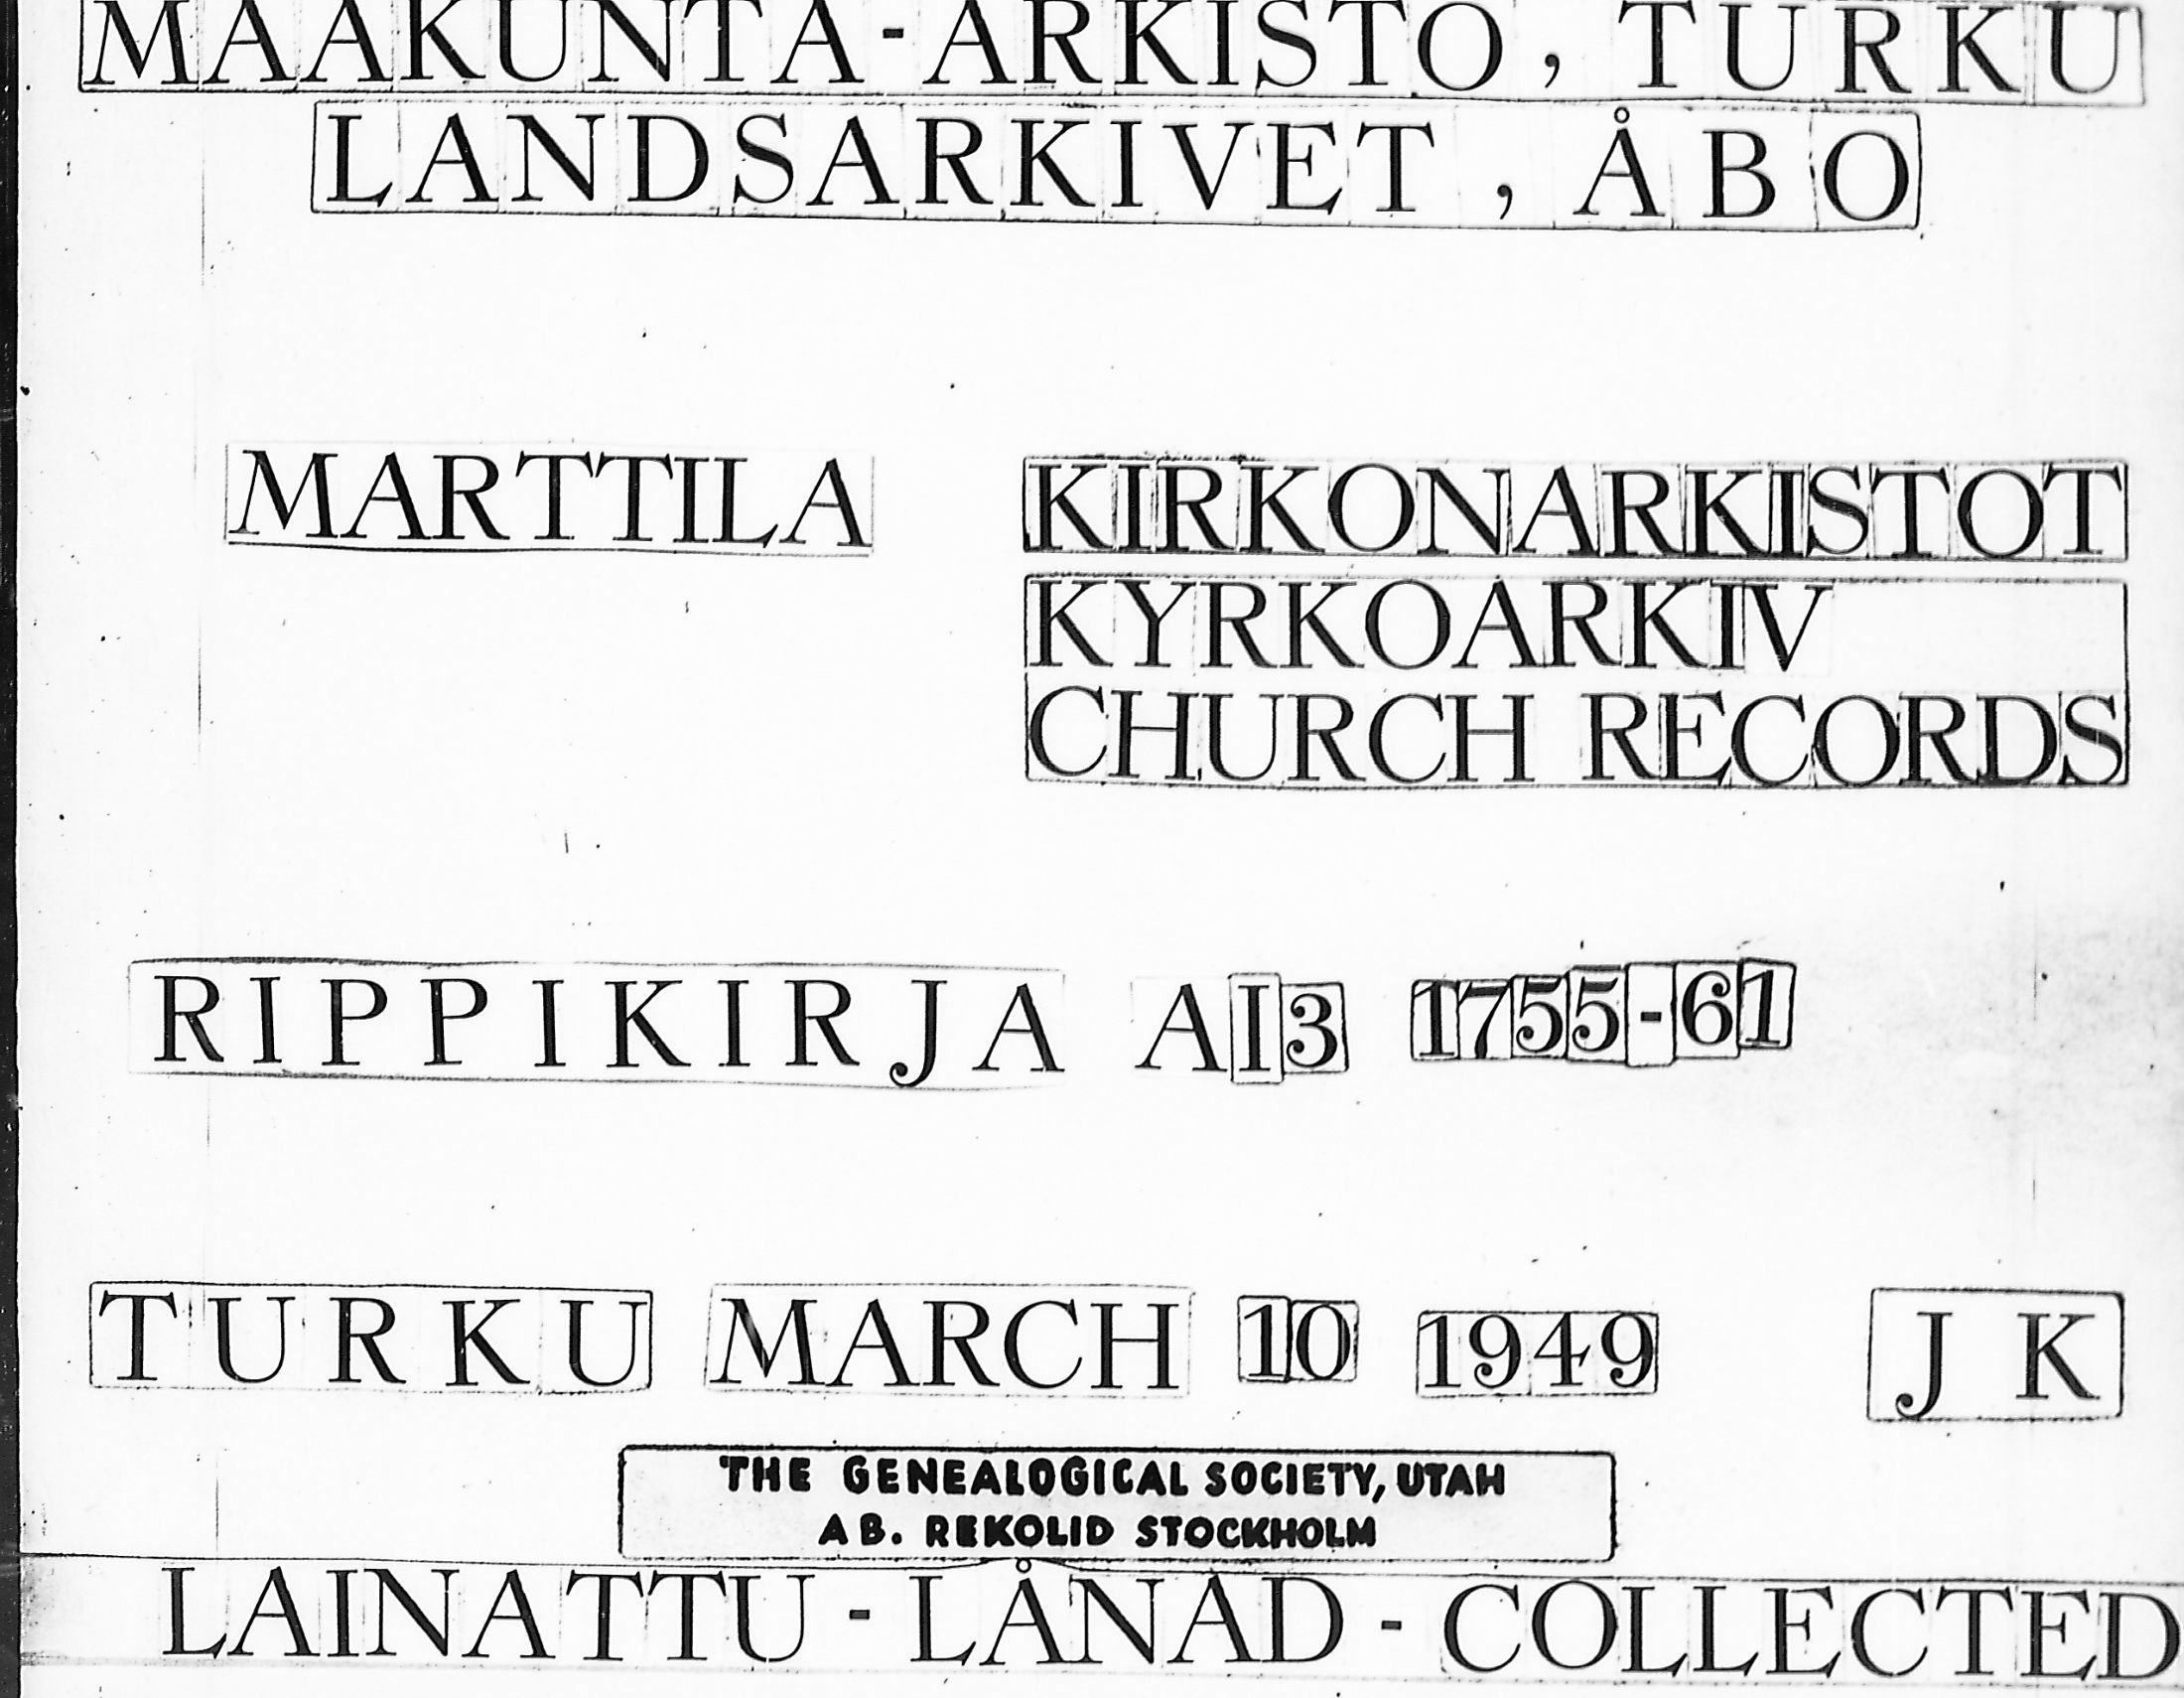 MAAKUNTA-ARKISTO, TURKU
LANDSARKIVET, ÅBO
MARTTILA KIRKONARKISTOT
KYRKOARKIV
CHURCH RECORDS
RIPPIKIRJA AI3 1755-61
TURKU MARCH 10 1949 J K
THE GENEALOGICAL SOCIETY, UTAH
AB. REKOLID STOCKHOLM
LAINATTU - LÅNAD - COLLECTED